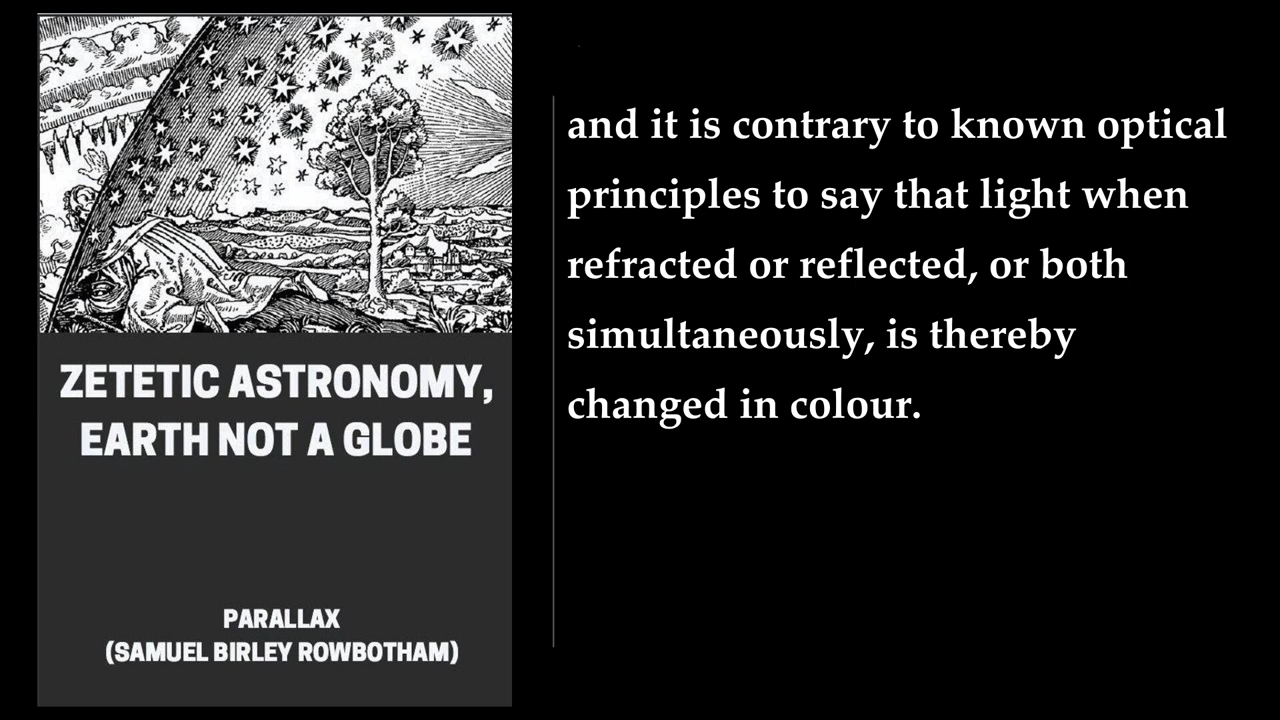 ZETETIC ASTRONOMY,
EARTH NOT A GLOBE
PARALLAX
(SAMUEL BIRLEY ROWBOTHAM)
and it is contrary to known optical
principles to say that light when
refracted or reflected, or both
simultaneously, is thereby
changed in colour.